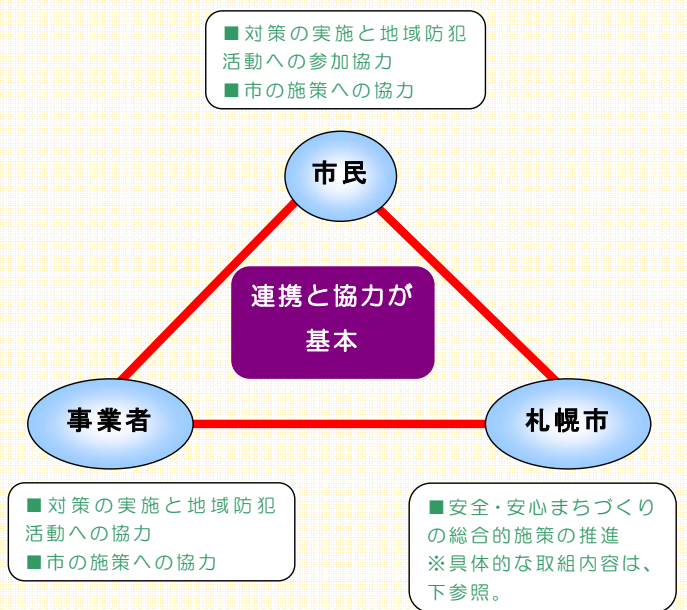 ■対策の実施と地域防犯
活動への参加協力
■市の施策への協力
市民
連携と協力が
基本
事業者
札幌市
■対策の実施と地域防犯
活動への協力
■市の施策への協力
■安全・安心まちづくり
の総合的施策の推進
※具体的な取組内容は、
下参照。